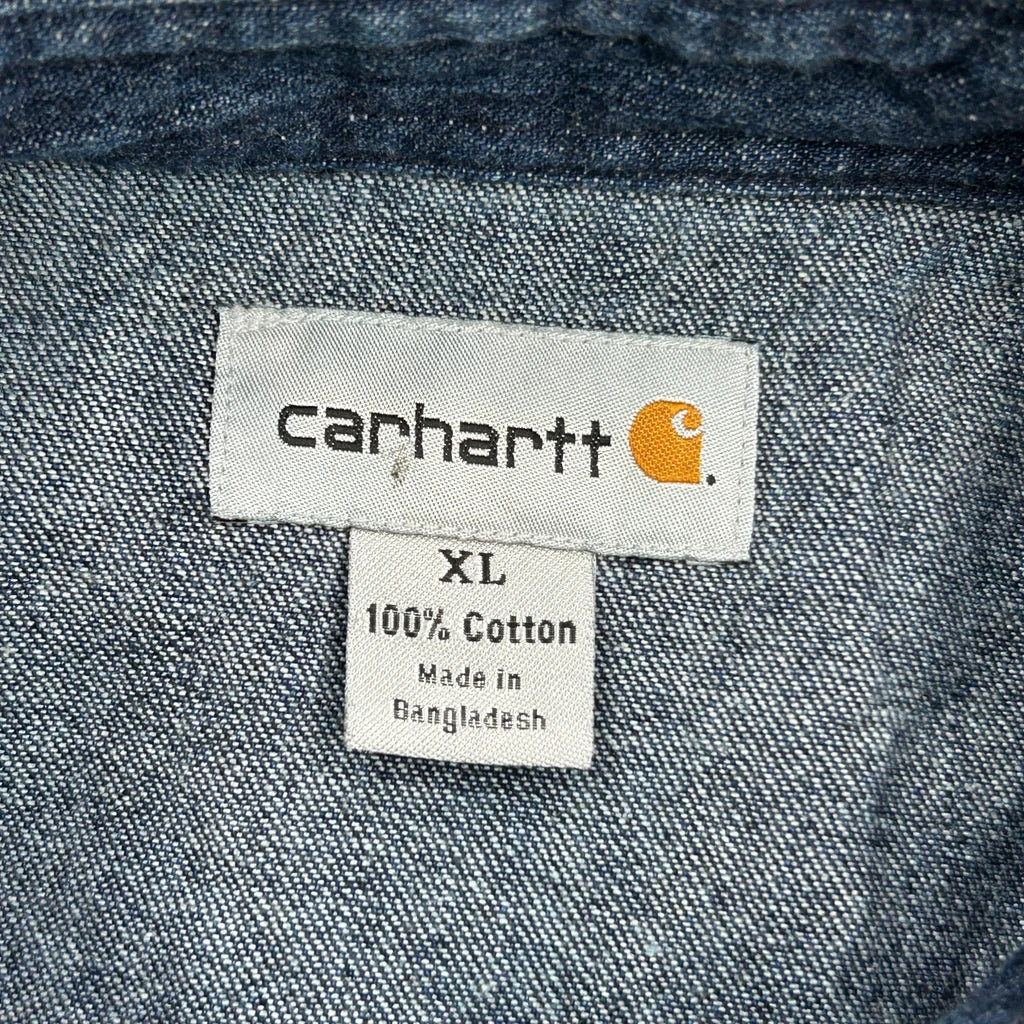 carhartt
XL
100% Cotton
Made in
Bangladesh